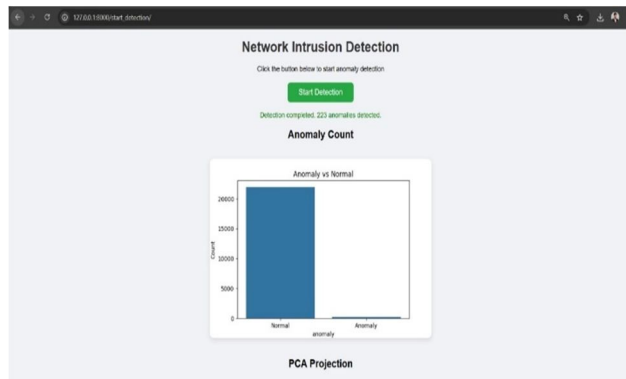 127.0.0.1:8000/start_detection/
Network Intrusion Detection
Click the button below to start anomaly detection
Start Detection
Detection completed, 223 anomalies detected.
Anomaly Count
Anomaly vs Normal
20000
15000
10000
5000
0
Count
Normal Anomaly
anomaly
PCA Projection